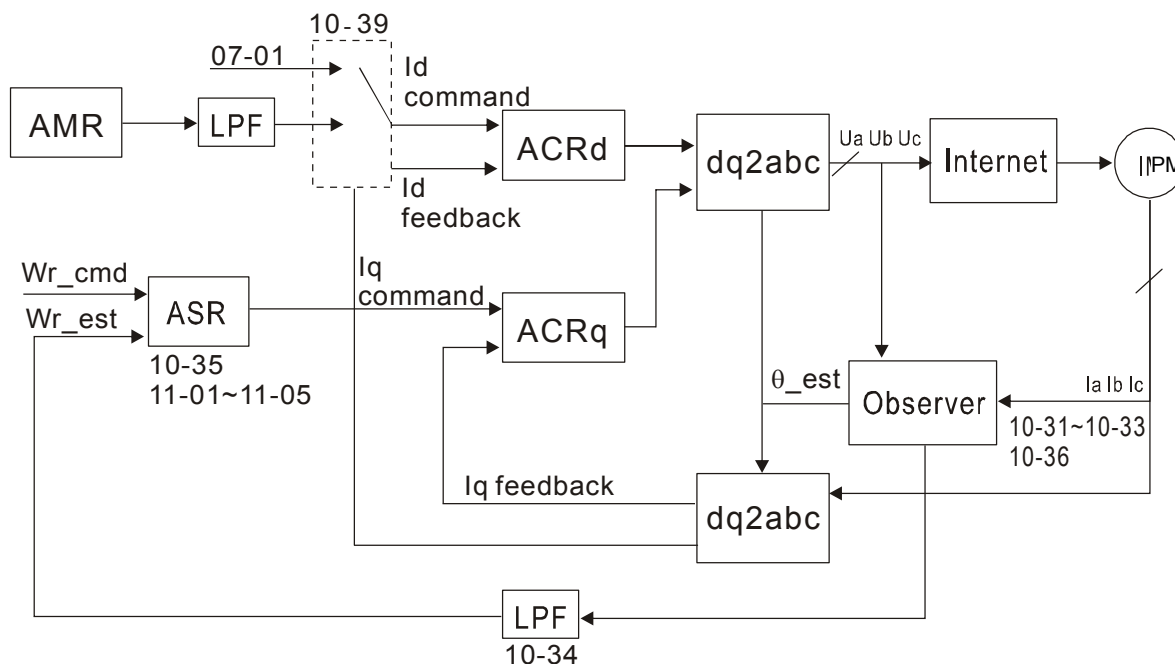 10-39
07-01
Id
command
AMR
LPF
ACRd
dq2abc
Ua Ub Uc
Internet
Id
feedback
Wr_cmd
Wr_est
ASR
10-35
11-01~11-05
Iq
command
ACRq
θ_est
Observer
Ia Ib Ic
10-31~10-33
10-36
Iq feedback
dq2abc
LPF
10-34